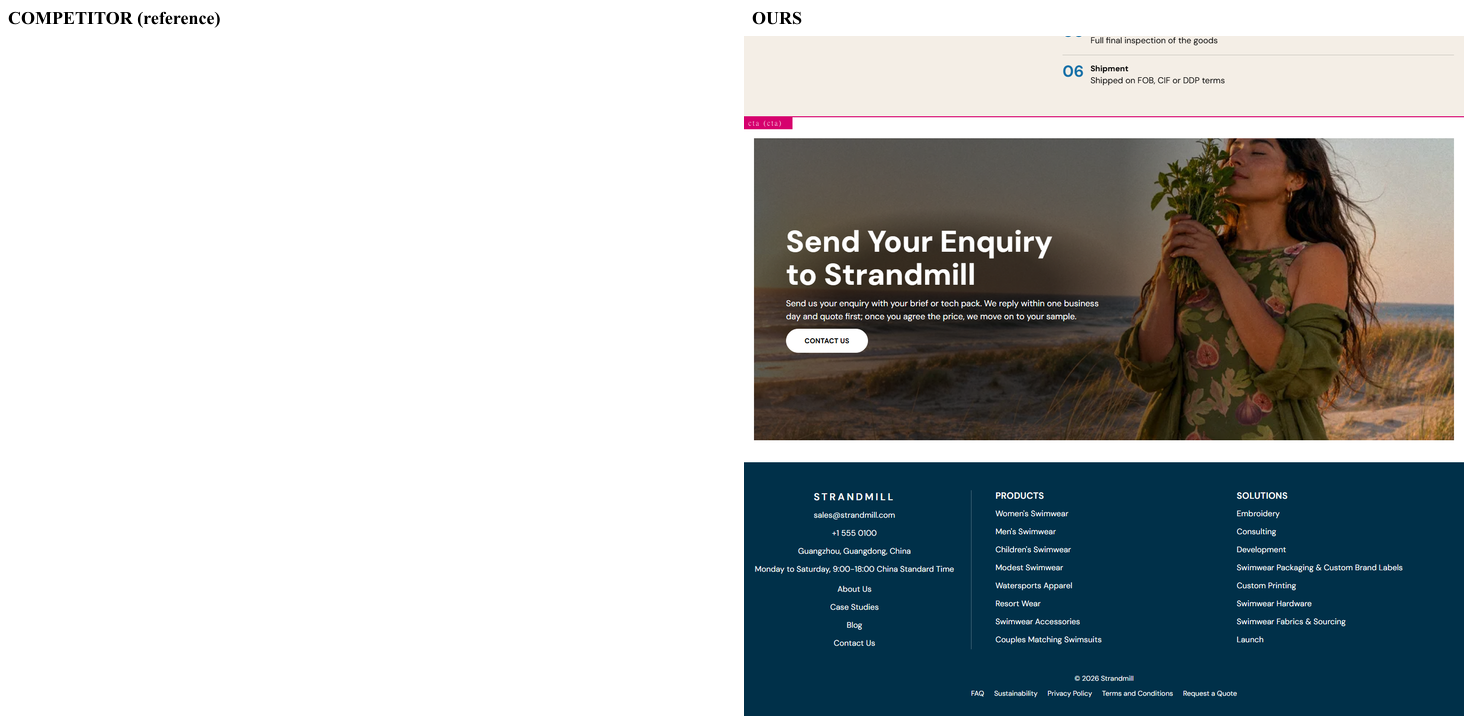 COMPETITOR (reference)
OURS
Full final inspection of the goods
06
Shipment
Shipped on FOB, CIF or DDP terms
cta (cta)
Send Your Enquiry
to Strandmill
Send us your enquiry with your brief or tech pack. We reply within one business
day and quote first; once you agree the price, we move on to your sample.
CONTACT US
STRANDMILL
sales@strandmill.com
+1 555 0100
Guangzhou, Guangdong, China
Monday to Saturday, 9:00-18:00 China Standard Time
About Us
Case Studies
Blog
Contact Us
PRODUCTS
Women's Swimwear
Men's Swimwear
Children's Swimwear
Modest Swimwear
Watersports Apparel
Resort Wear
Swimwear Accessories
Couples Matching Swimsuits
SOLUTIONS
Embroidery
Consulting
Development
Swimwear Packaging & Custom Brand Labels
Custom Printing
Swimwear Hardware
Swimwear Fabrics & Sourcing
Launch
© 2026 Strandmill
FAQ Sustainability Privacy Policy Terms and Conditions Request a Quote